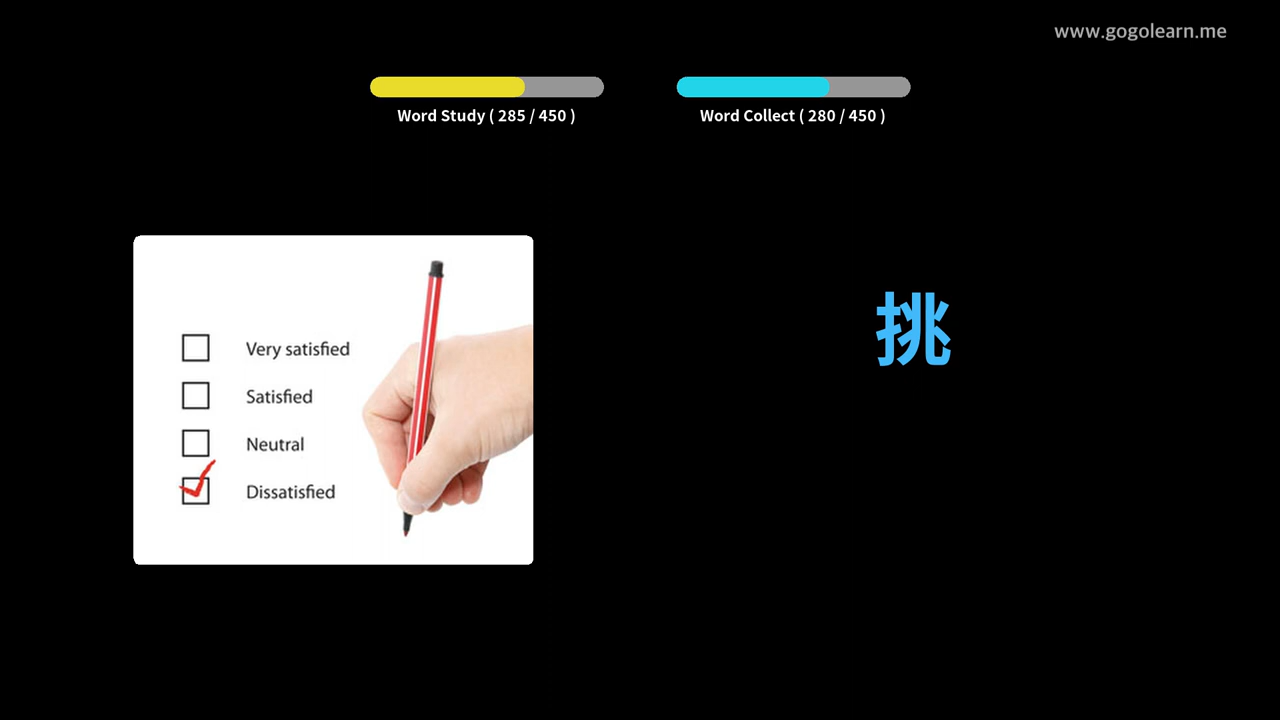 www.gogolearn.me
Word Study ( 285 / 450 )
Word Collect ( 280 / 450 )
Very satisfied
Satisfied
Neutral
Dissatisfied
挑